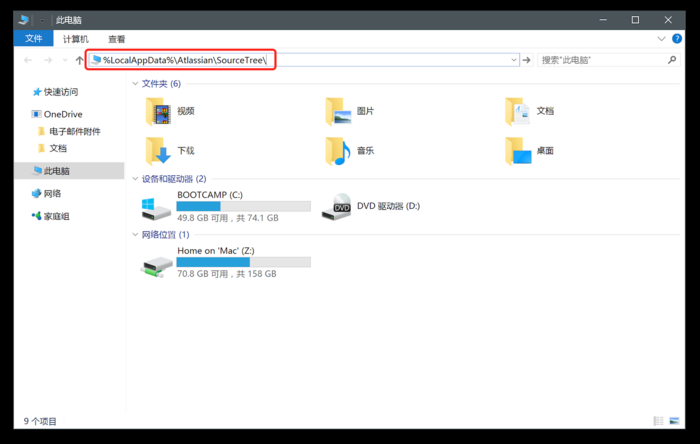 此电脑
文件 计算机 查看
%LocalAppData%\Atlassian\SourceTree\
搜索"此电脑"
快速访问
OneDrive
电子邮件附件
文档
此电脑
网络
家庭组
文件夹 (6)
视频 图片 文档
下载 音乐 桌面
设备和驱动器 (2)
BOOTCAMP (C:)
49.8 GB 可用，共 74.1 GB
DVD 驱动器 (D:)
网络位置 (1)
Home on 'Mac' (Z:)
70.8 GB 可用，共 158 GB
9 个项目